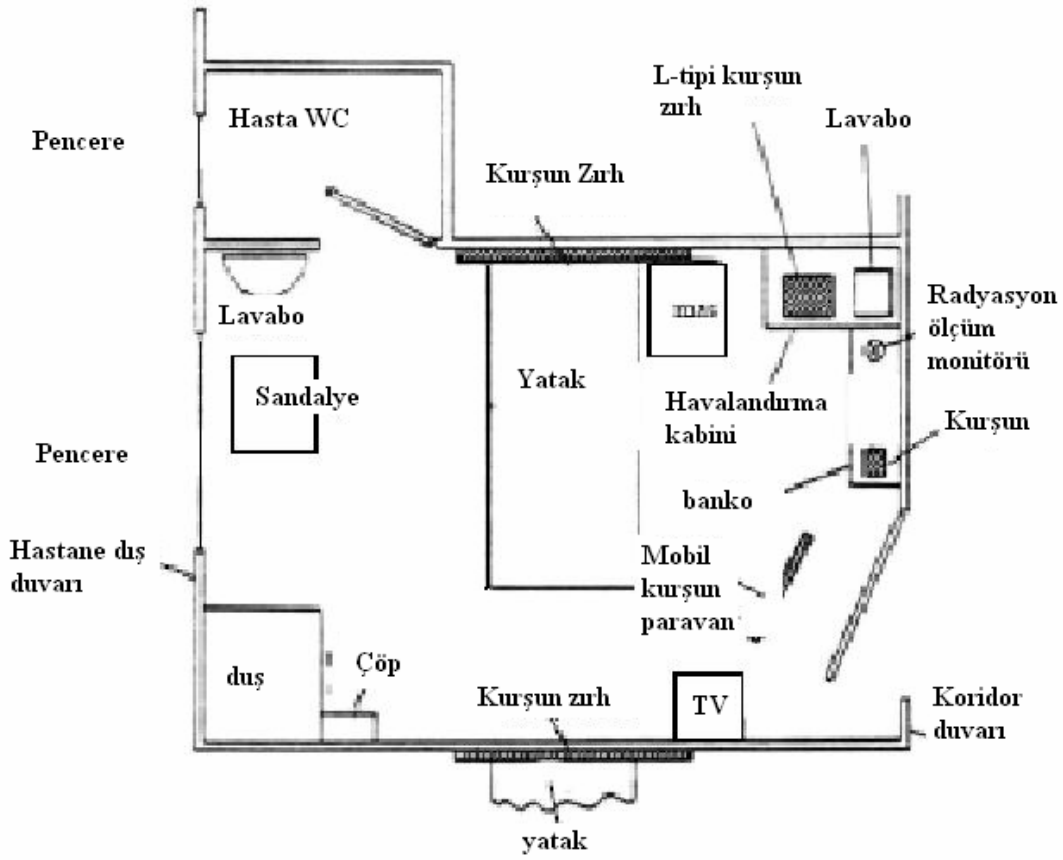 L-tipi kurşun
zırh
Lavabo
Hasta WC
Pencere
Kurşun Zırh
Radyasyon
ölçüm
monitörü
Lavabo
Yatak
Sandalye
Havalandırma
kabini
Kurşun
Pencere
banko
Hastane dış
duvarı
Mobil
kurşun
paravan
duş
Çöp
Kurşun zırh
TV
Koridor
duvarı
yatak